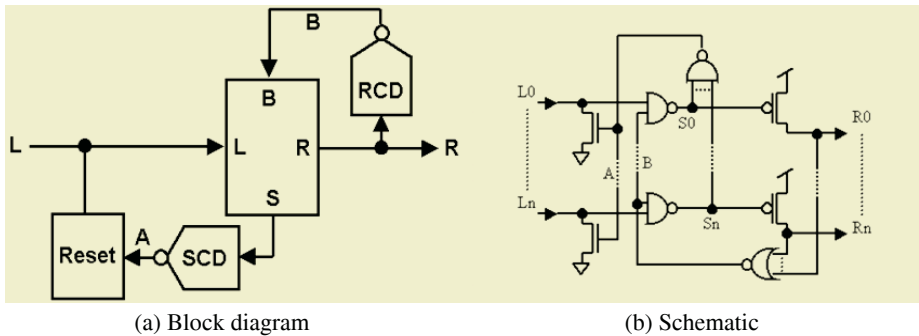 B
RCD
B
L
L
R
R
S
A
Reset
SCD
L0
S0
R0
A
B
Ln
Sn
Rn
(a) Block diagram
(b) Schematic